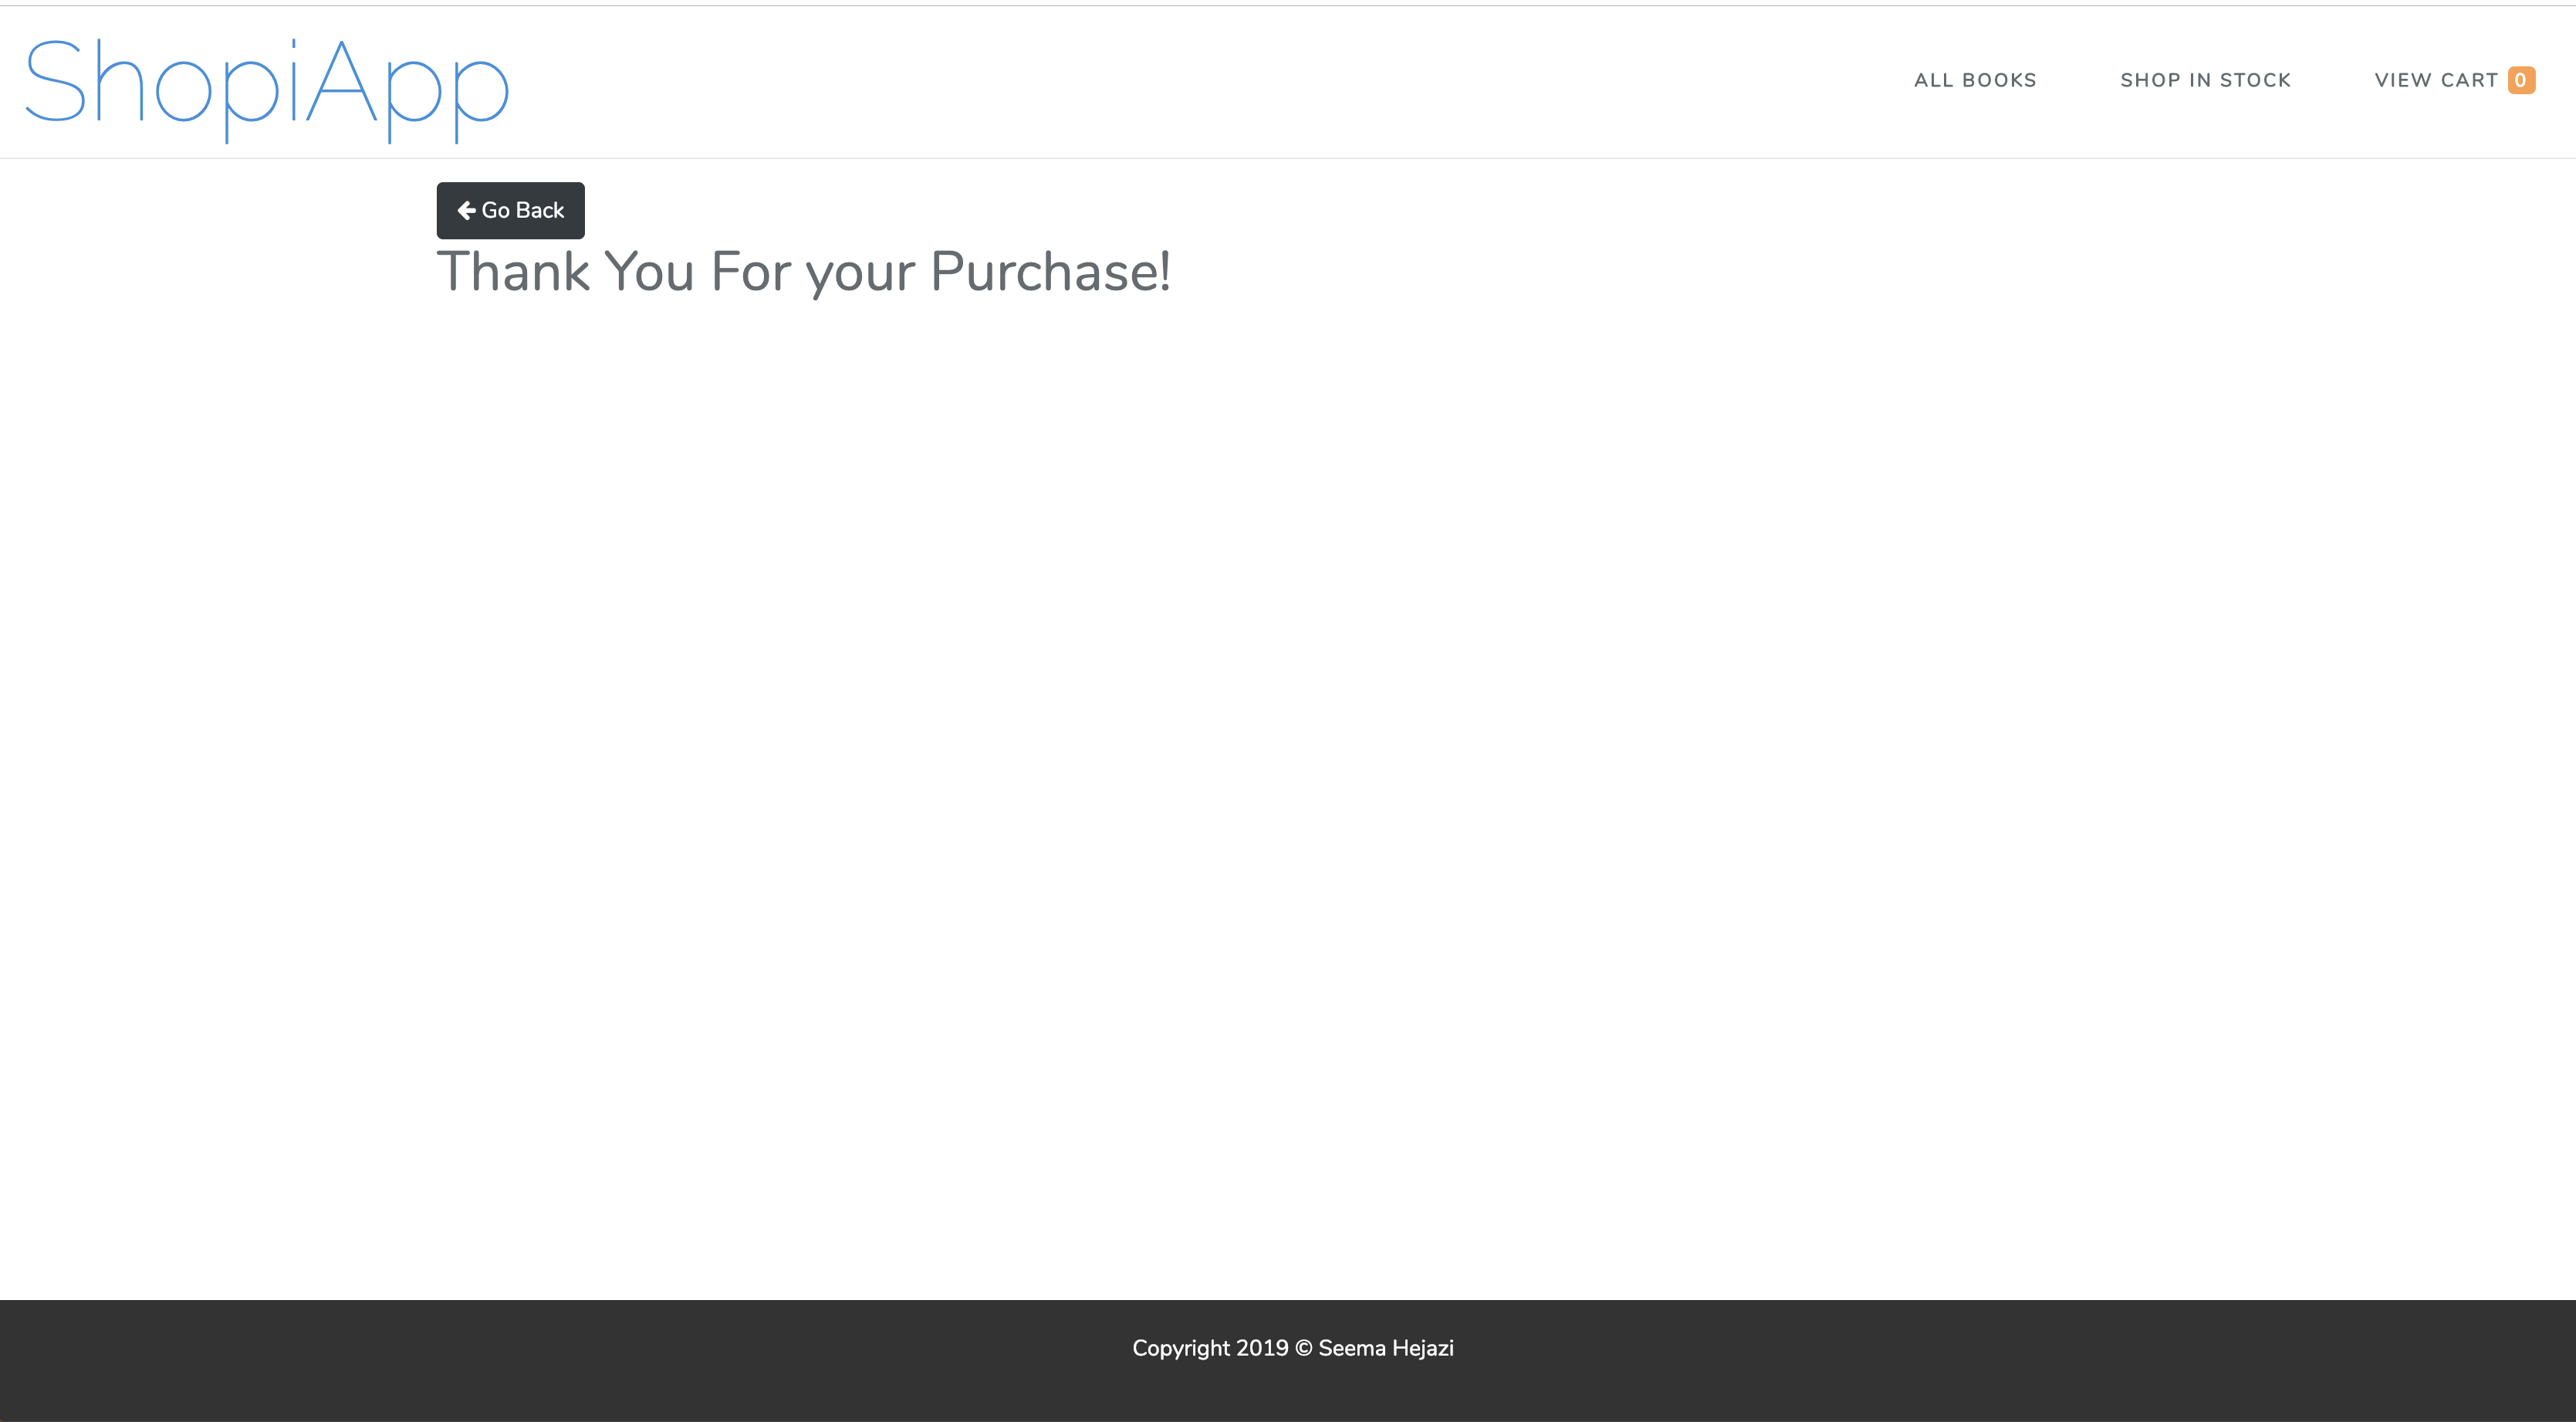 ShopiApp
ALL BOOKS SHOP IN STOCK VIEW CART 0
Go Back
Thank You For your Purchase!
Copyright 2019 © Seema Hejazi